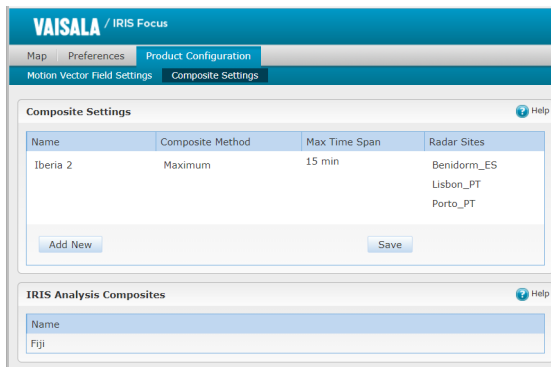 VAISALA / IRIS Focus
Map Preferences Product Configuration
Motion Vector Field Settings Composite Settings
Composite Settings ? Help
Name Composite Method Max Time Span Radar Sites
Iberia 2 Maximum 15 min Benidorm_ES
Lisbon_PT
Porto_PT
Add New Save
IRIS Analysis Composites ? Help
Name
Fiji